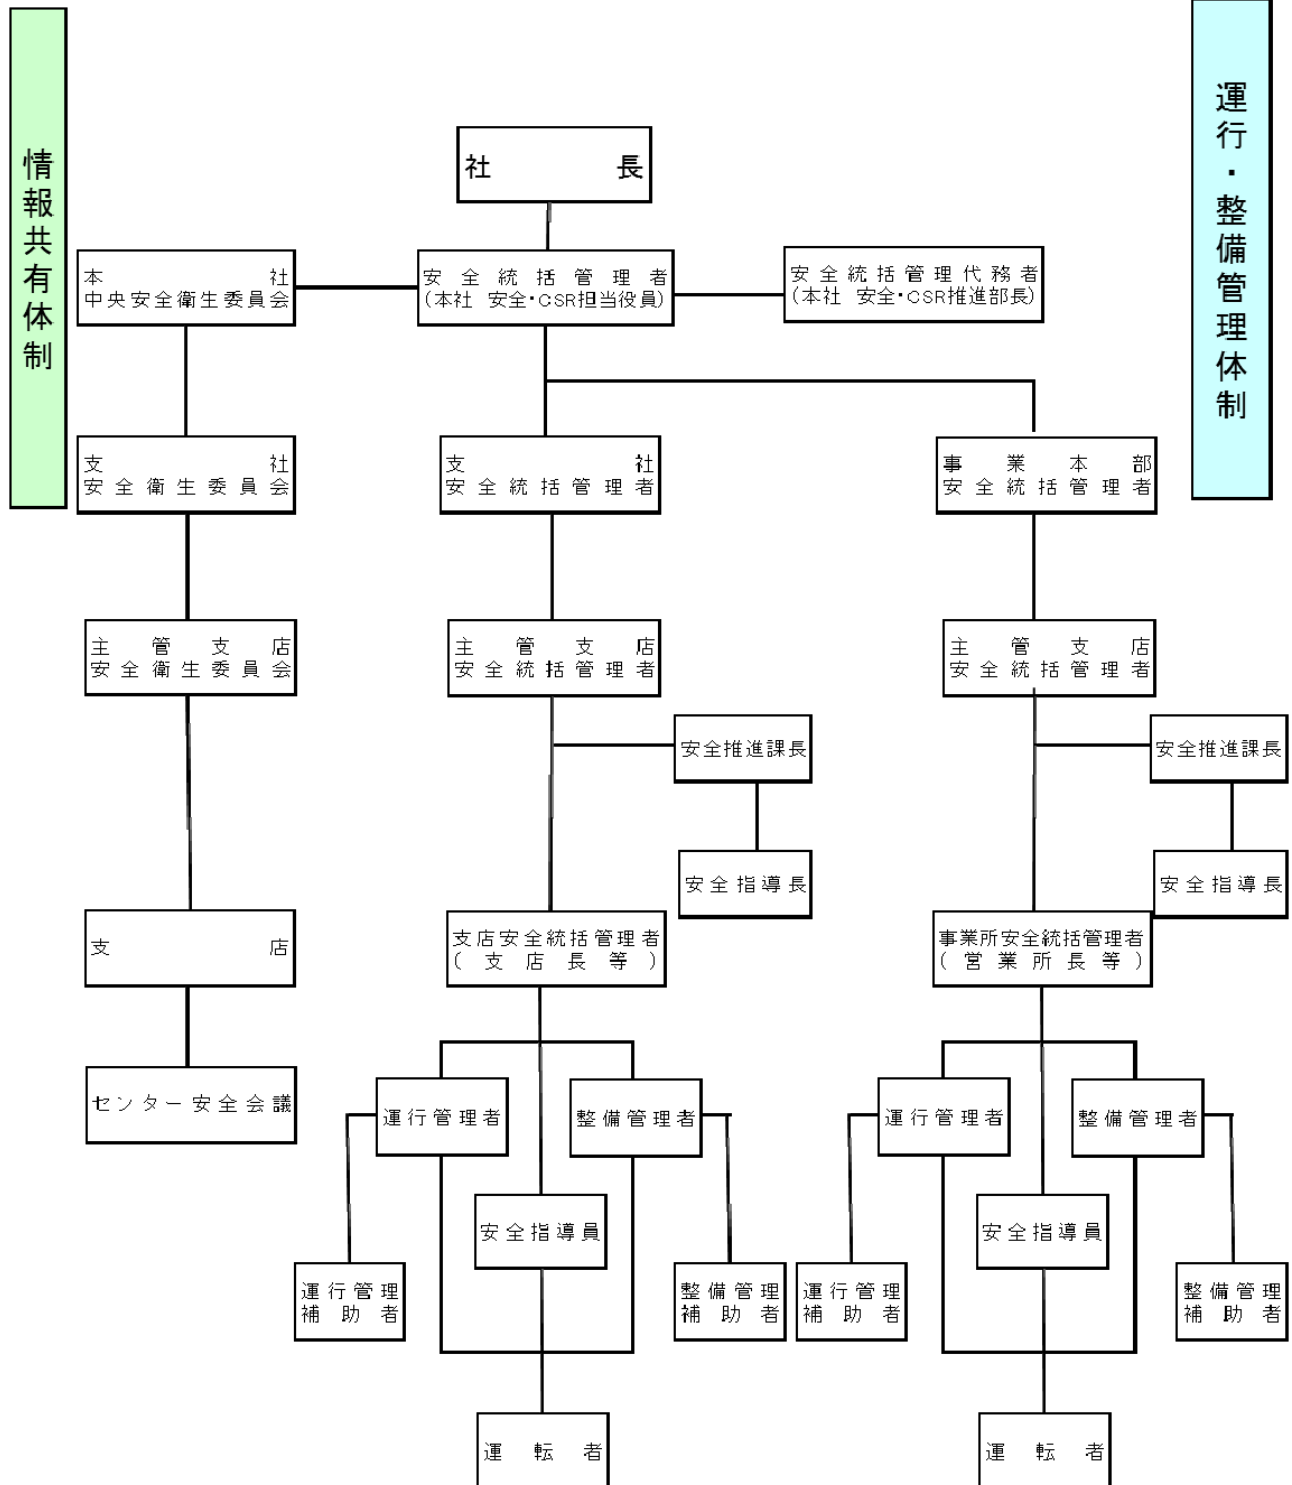 情報共有体制
運行・整備管理体制
社長
本社
中央安全衛生委員会
安全統括管理者
(本社 安全・CSR担当役員)
安全統括管理代務者
(本社 安全・CSR推進部長)
支社
安全衛生委員会
支社
安全統括管理者
事業本部
安全統括管理者
主管支店
安全衛生委員会
主管支店
安全統括管理者
主管支店
安全統括管理者
安全推進課長
安全推進課長
安全指導長
安全指導長
支店
支店安全統括管理者
(支店長等)
事業所安全統括管理者
(営業所長等)
センター安全会議
運行管理者
整備管理者
運行管理者
整備管理者
安全指導員
安全指導員
運行管理
補助者
整備管理
補助者
運行管理
補助者
整備管理
補助者
運転者
運転者